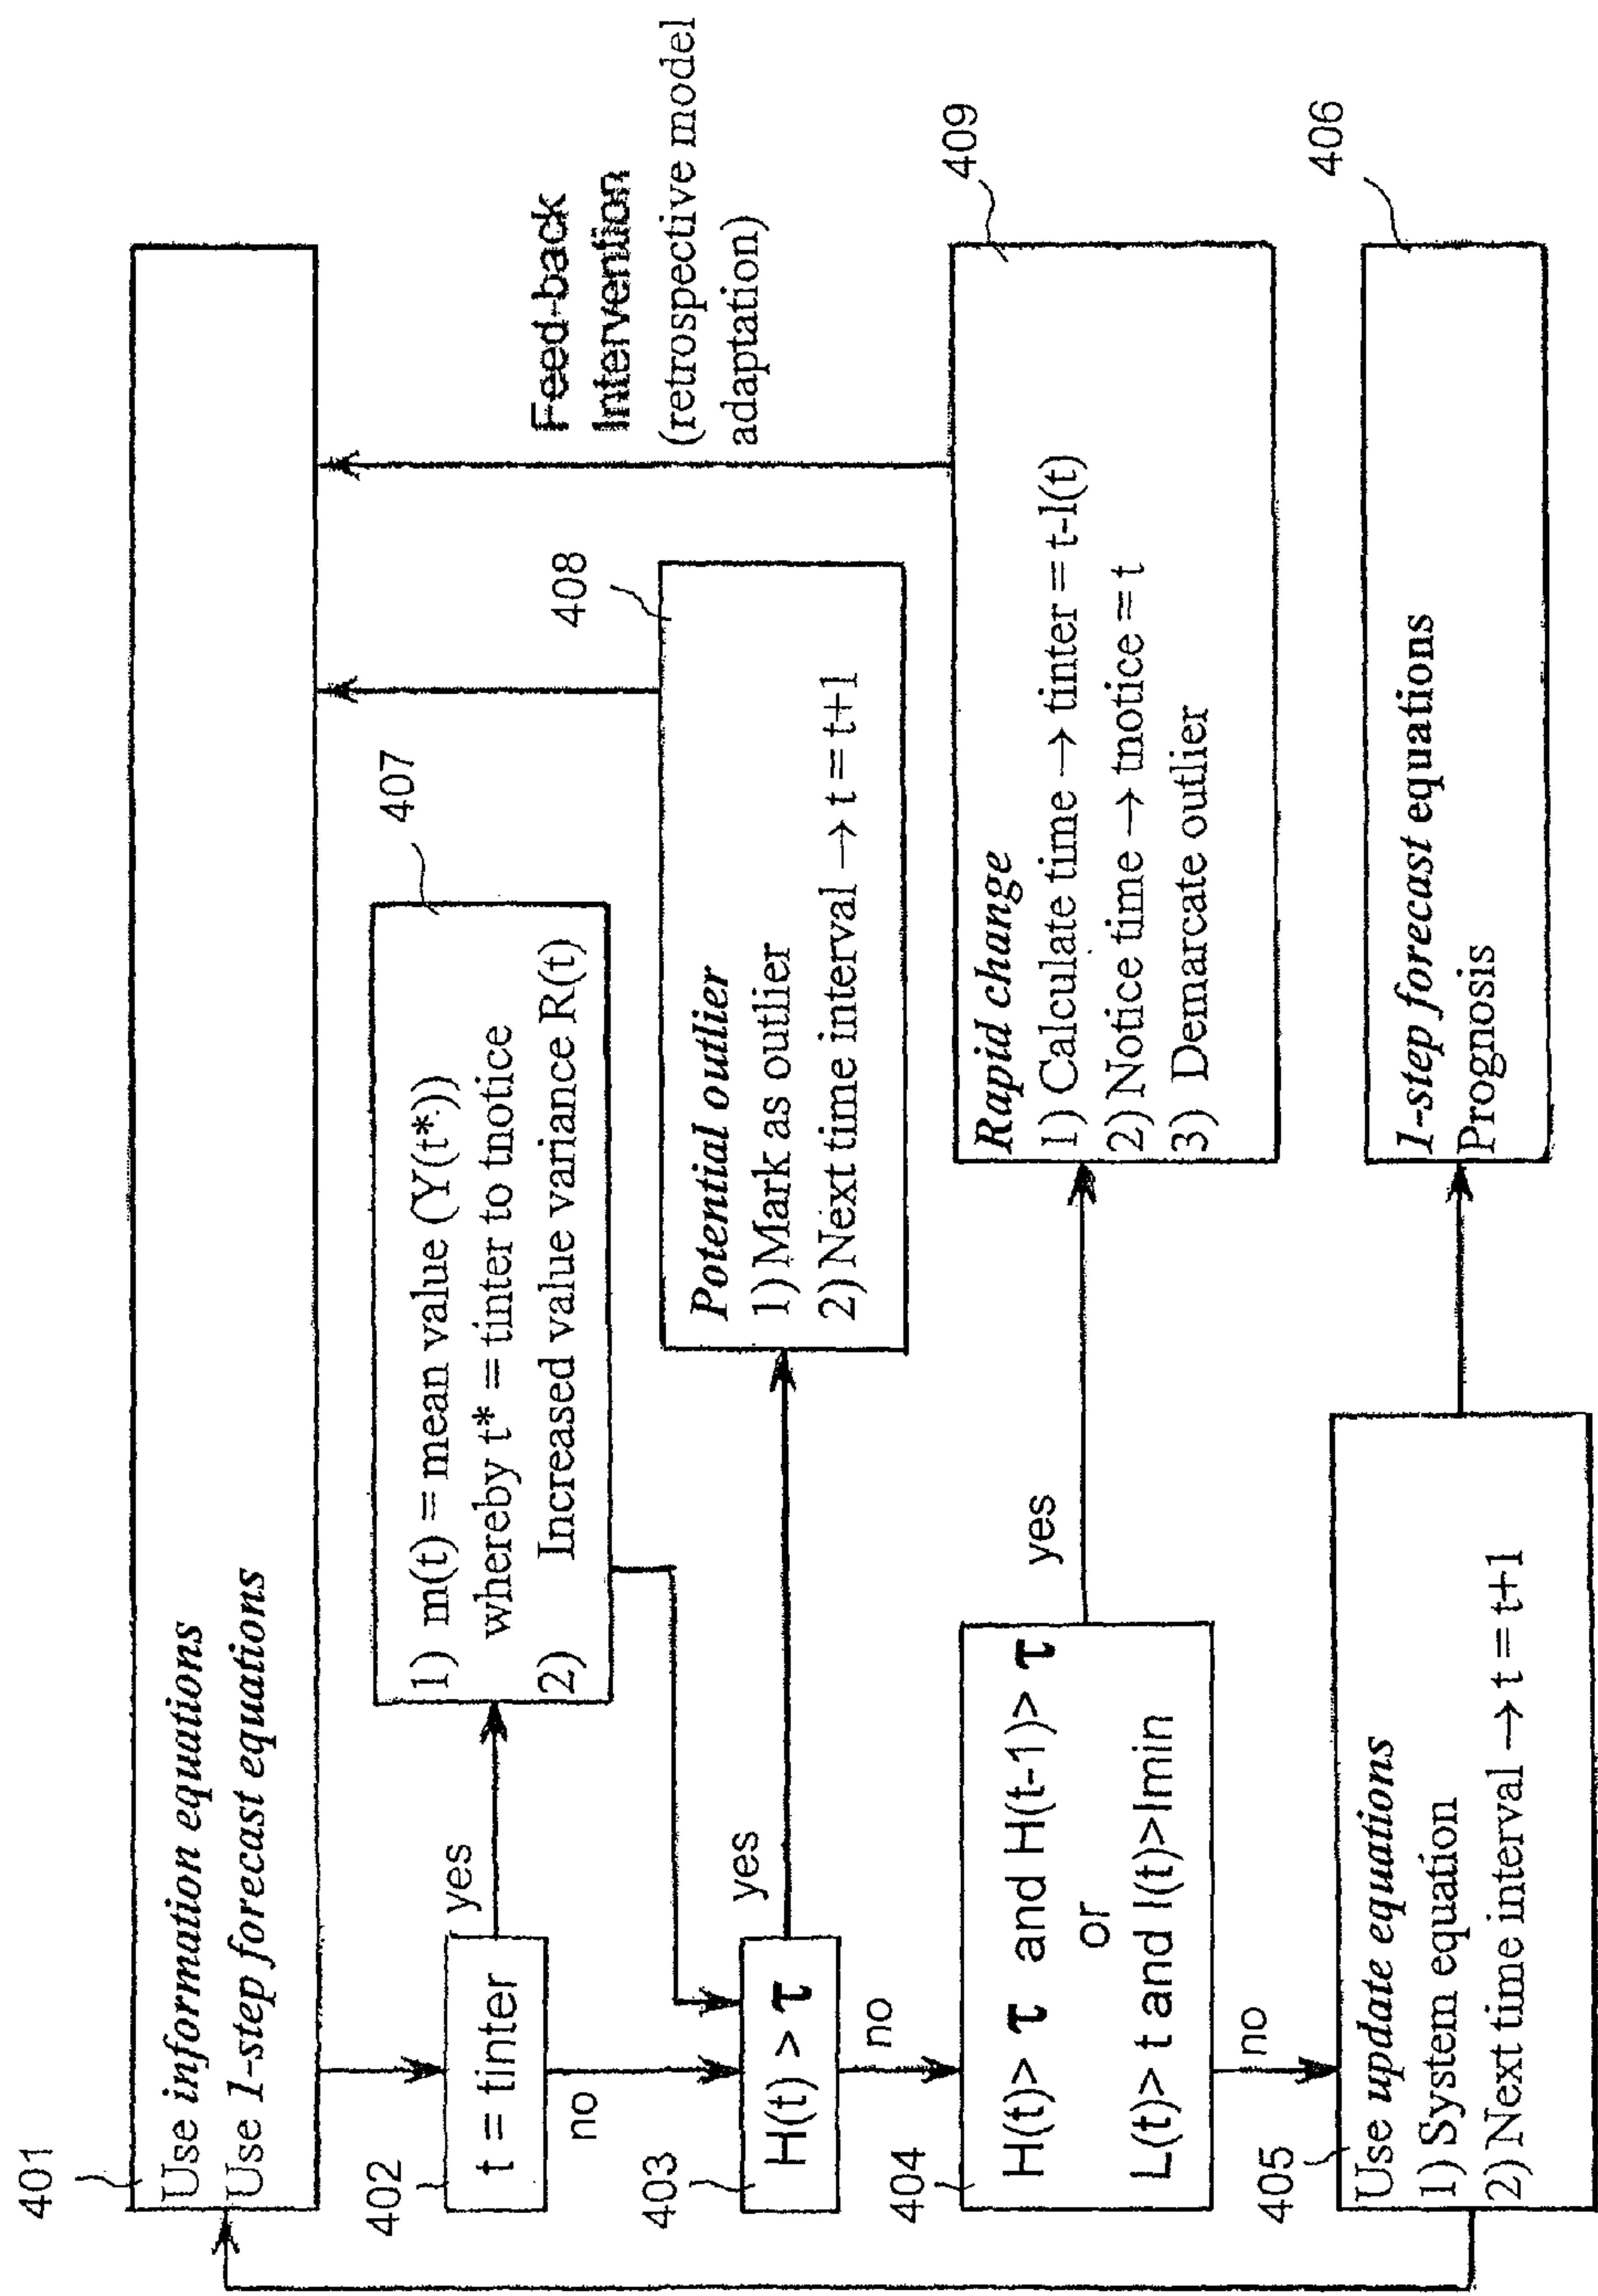 401
Use information equations
Use 1-step forecast equations
402
t = tinter
yes
no
407
1) m(t) = mean value (Y(t*))
whereby t* = tinter to tnotice
2) Increased value variance R(t)
403
H(t) > τ
yes
no
408
Potential outlier
1) Mark as outlier
2) Next time interval → t = t+1
Feed-back
Intervention
(retrospective model
adaptation)
404
H(t)> τ and H(t-1)> τ
or
L(t)> t and l(t)>lmin
yes
no
409
Rapid change
1) Calculate time → tinter = t-l(t)
2) Notice time → tnotice = t
3) Demarcate outlier
405
Use update equations
1) System equation
2) Next time interval → t = t+1
406
1-step forecast equations
Prognosis